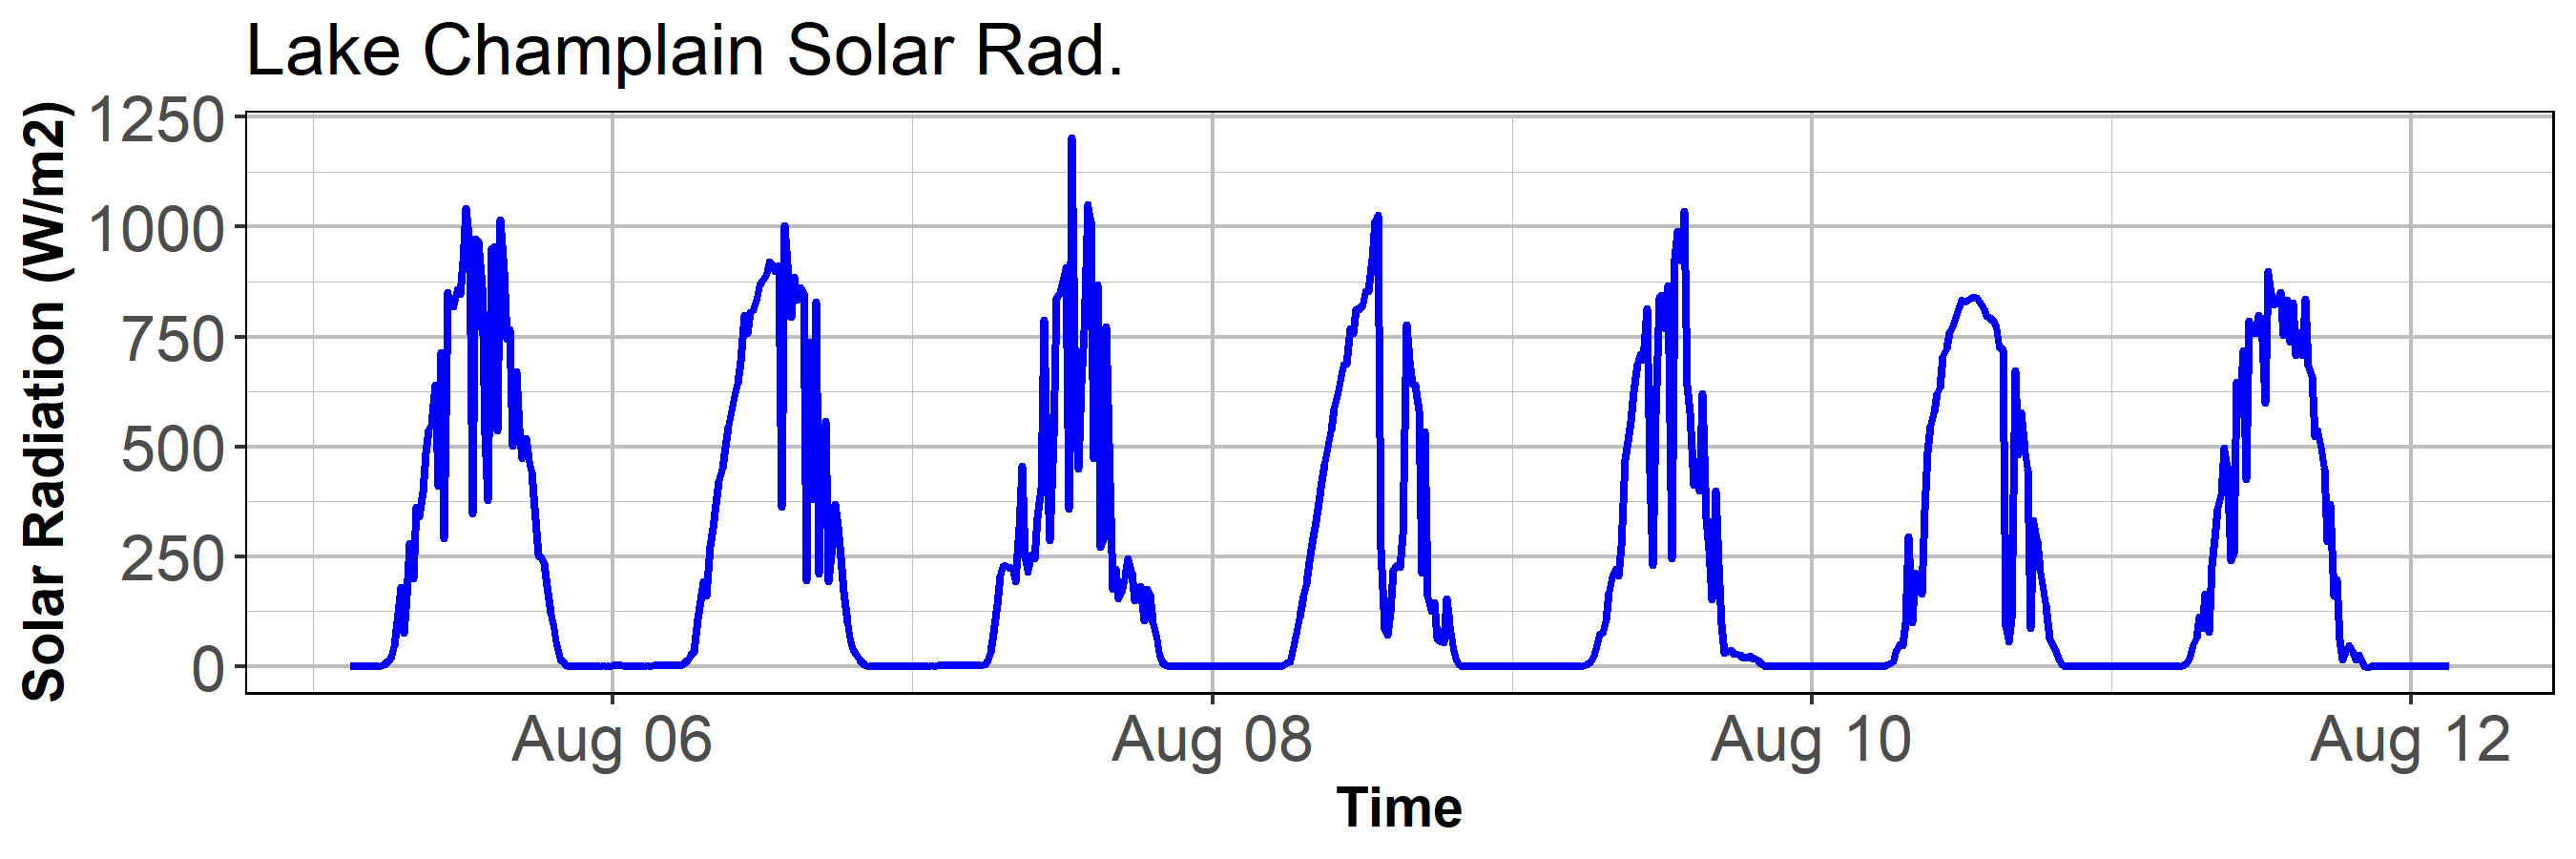 Lake Champlain Solar Rad.
Solar Radiation (W/m2)
1250
1000
750
500
250
0
Aug 06
Aug 08
Aug 10
Aug 12
Time